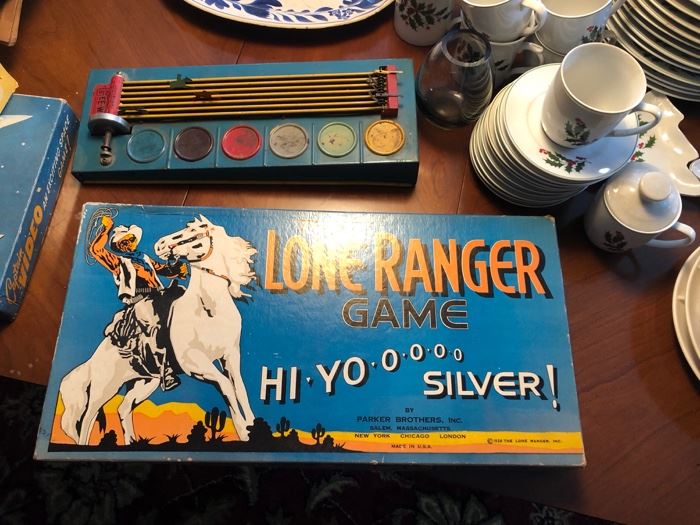 LONE RANGER
GAME
HI·YO·O·O·O·O
SILVER!
BY
PARKER BROTHERS, INC.
SALEM, MASSACHUSETTS
NEW YORK CHICAGO LONDON
MADE IN U.S.A.
©1938 THE LONE RANGER, INC.
VIDEO